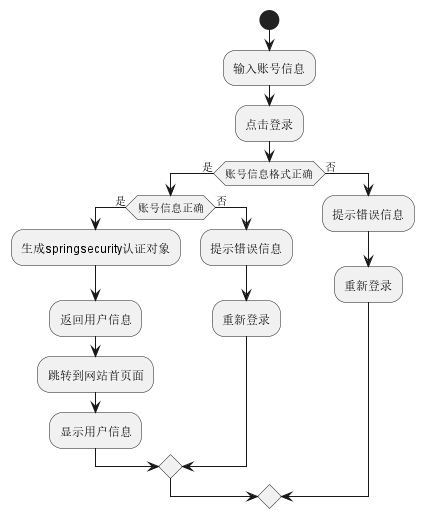 输入账号信息
点击登录
是
账号信息格式正确
否
是
账号信息正确
否
提示错误信息
生成springsecurity认证对象
提示错误信息
重新登录
返回用户信息
重新登录
跳转到网站首页面
显示用户信息